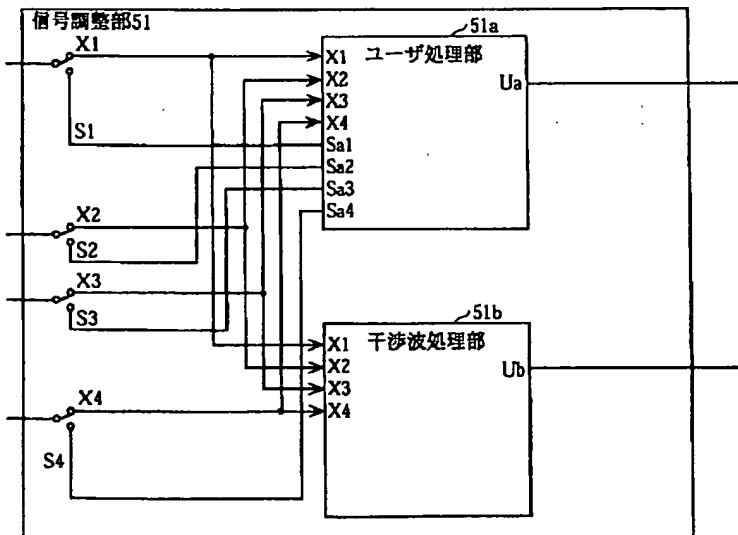 信号調整部51
X1
S1
X2
S2
X3
S3
X4
S4
51a
ユーザ処理部
X1
X2
X3
X4
Sa1
Sa2
Sa3
Sa4
Ua
51b
干渉波処理部
X1
X2
X3
X4
Ub